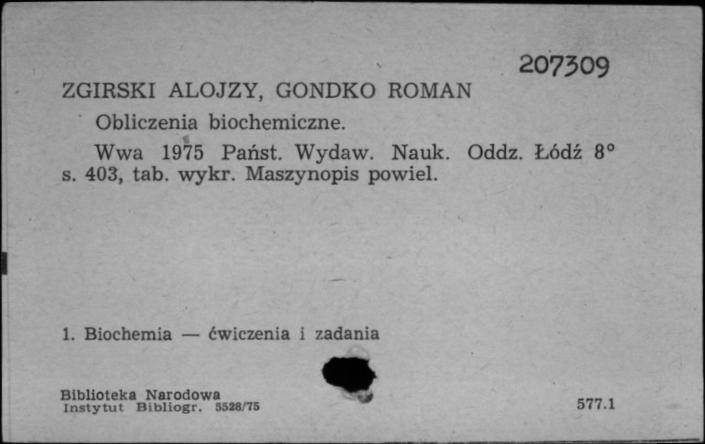 207309
ZGIRSKI ALOJZY, GONDKO ROMAN
Obliczenia biochemiczne.
Wwa 1975 Państ. Wydaw. Nauk. Oddz. Łódź 8°
s. 403, tab. wykr. Maszynopis powiel.
1. Biochemia — ćwiczenia i zadania
Biblioteka Narodowa
Instytut Bibliogr. 5528/75
577.1